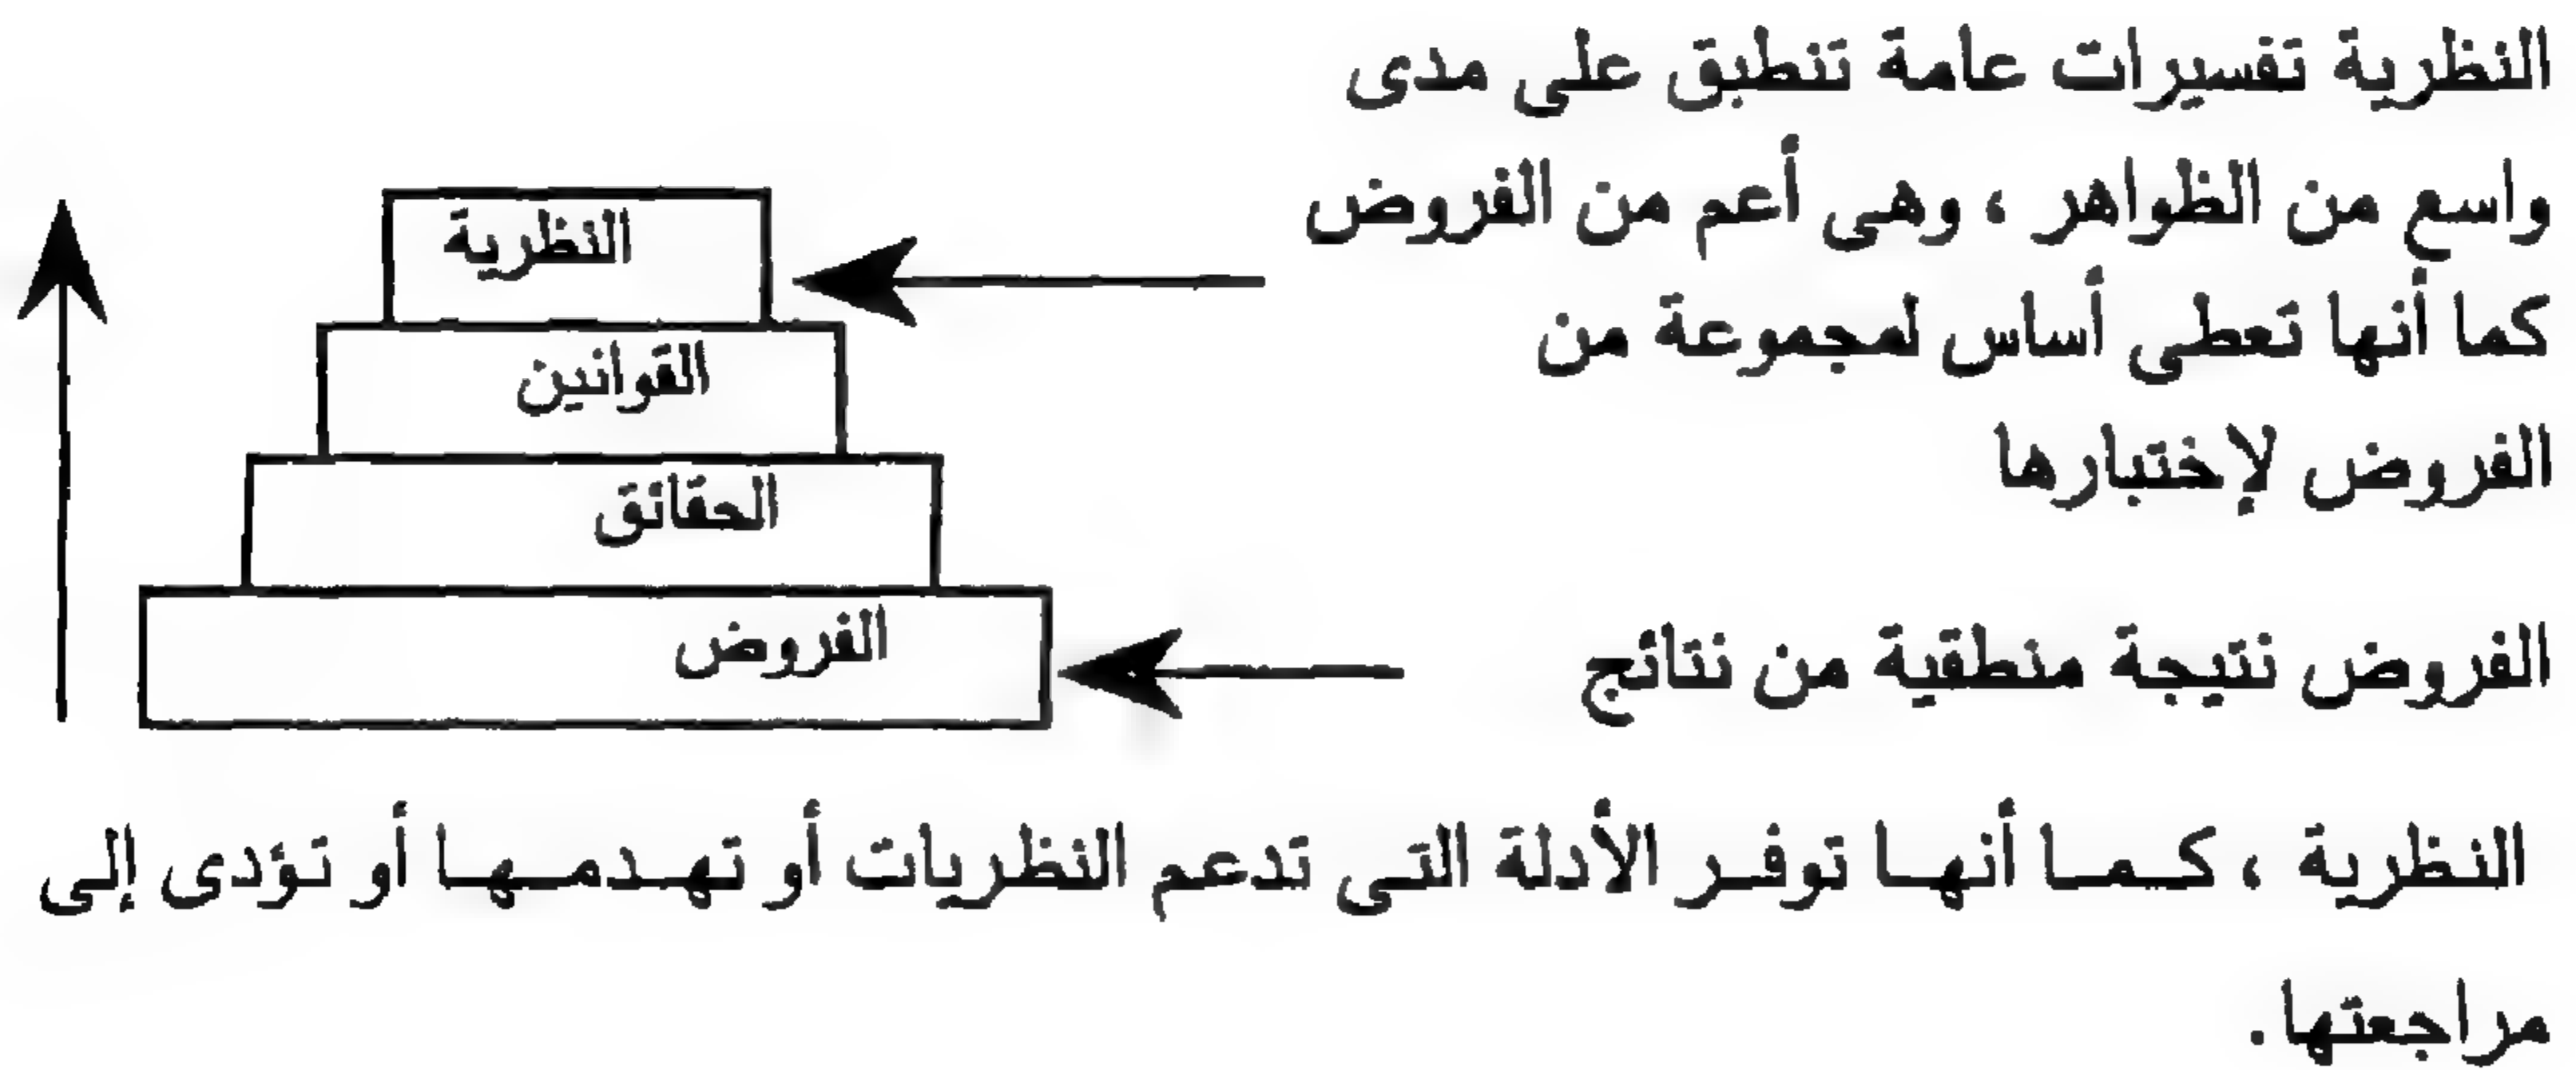 النظرية تفسيرات عامة تنطبق على مدى
واسع من الظواهر ، وهى أعم من الفروض
كما أنها تعطى أساس لمجموعة من
الفروض لإختبارها
النظرية
القوانين
الحقائق
الفروض
الفروض نتيجة منطقية من نتائج
النظرية ، كما أنها توفر الأدلة التى تدعم النظريات أو تهدمها أو تؤدى إلى
مراجعتها .